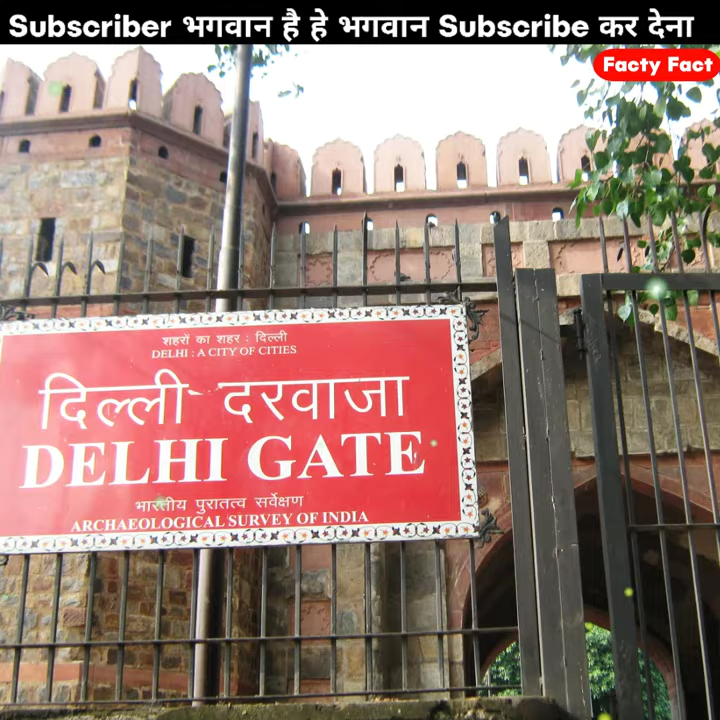 Subscriber भगवान है हे भगवान Subscribe कर देना
Facty Fact
शहरों का शहर : दिल्ली
DELHI : A CITY OF CITIES
दिल्ली दरवाजा
DELHI GATE
भारतीय पुरातत्व सर्वेक्षण
ARCHAEOLOGICAL SURVEY OF INDIA